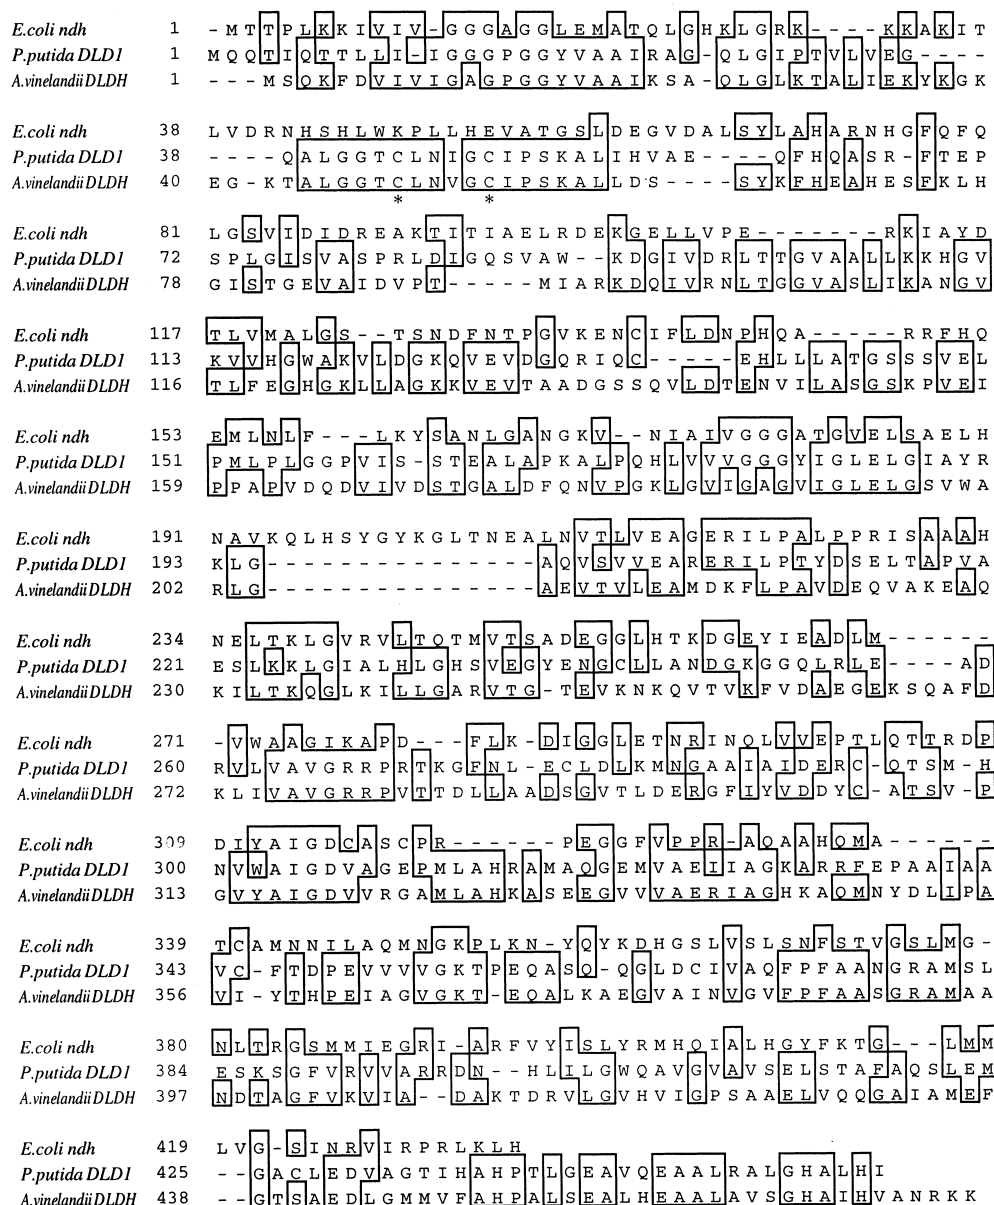 E.coli ndh 1 - M T T P L K K I V I V - G G G A G G L E M A T Q L G H K L G R K - - - - K K A K I T
P.putida DLD1 1 M Q Q T I Q T T L L I - I G G G P G G Y V A A I R A G - Q L G I P T V L V E G - - - -
A.vinelandii DLDH 1 - - - M S Q K F D V I V I G A G P G G Y V A A I K S A - Q L G L K T A L I E K Y K G K
E.coli ndh 38 L V D R N H S H L W K P L L H E V A T G S L D E G V D A L S Y L A H A R N H G F Q F Q
P.putida DLD1 38 - - - - Q A L G G T C L N I G C I P S K A L I H V A E - - - - Q F H Q A S R - F T E P
A.vinelandii DLDH 40 E G - K T A L G G T C L N V G C I P S K A L L D S - - - - S Y K F H E A H E S F K L H
* *
E.coli ndh 81 L G S V I D I D R E A K T I T I A E L R D E K G E L L V P E - - - - - - - R K I A Y D
P.putida DLD1 72 S P L G I S V A S P R L D I G Q S V A W - - K D G I V D R L T T G V A A L L K K H G V
A.vinelandii DLDH 78 G I S T G E V A I D V P T - - - - - M I A R K D Q I V R N L T G G V A S L I K A N G V
E.coli ndh 117 T L V M A L G S - - T S N D F N T P G V K E N C I F L D N P H Q A - - - - - R R F H Q
P.putida DLD1 113 K V V H G W A K V L D G K Q V E V D G Q R I Q C - - - - - E H L L L A T G S S S V E L
A.vinelandii DLDH 116 T L F E G H G K L L A G K K V E V T A A D G S S Q V L D T E N V I L A S G S K P V E I
E.coli ndh 153 E M L N L F - - - L K Y S A N L G A N G K V - - N I A I V G G G A T G V E L S A E L H
P.putida DLD1 151 P M L P L G G P V I S - S T E A L A P K A L P Q H L V V V G G G Y I G L E L G I A Y R
A.vinelandii DLDH 159 P P A P V D Q D V I V D S T G A L D F Q N V P G K L G V I G A G V I G L E L G S V W A
E.coli ndh 191 N A V K Q L H S Y G Y K G L T N E A L N V T L V E A G E R I L P A L P P R I S A A A H
P.putida DLD1 193 K L G - - - - - - - - - - - - - - - A Q V S V V E A R E R I L P T Y D S E L T A P V A
A.vinelandii DLDH 202 R L G - - - - - - - - - - - - - - - A E V T V L E A M D K F L P A V D E Q V A K E A Q
E.coli ndh 234 N E L T K L G V R V L T Q T M V T S A D E G G L H T K D G E Y I E A D L M - - - - - -
P.putida DLD1 221 E S L K K L G I A L H L G H S V E G Y E N G C L L A N D G K G G Q L R L E - - - - A D
A.vinelandii DLDH 230 K I L T K Q G L K I L L G A R V T G - T E V K N K Q V T V K F V D A E G E K S Q A F D
E.coli ndh 271 - V W A A G I K A P D - - F L K - D I G G L E T N R I N Q L V V E P T L Q T T R D P
P.putida DLD1 260 R V L V A V G R R P R T K G F N L - E C L D L K M N G A A I A I D E R C - Q T S M - H
A.vinelandii DLDH 272 K L I V A V G R R P V T T D L L A A D S G V T L D E R G F I Y V D D Y C - A T S V - P
E.coli ndh 309 D I Y A I G D C A S C P R - - - - - - P E G G F V P P R - A Q A A H Q M A - - - - - -
P.putida DLD1 300 N V W A I G D V A G E P M L A H R A M A Q G E M V A E I I A G K A R R F E P A A I A A
A.vinelandii DLDH 313 G V Y A I G D V V R G A M L A H K A S E E G V V V A E R I A G H K A Q M N Y D L I P A
E.coli ndh 339 T C A M N N I L A Q M N G K P L K N - Y Q Y K D H G S L V S L S N F S T V G S L M G -
P.putida DLD1 343 V C - F T D P E V V V V G K T P E Q A S Q - Q G L D C I V A Q F P F A A N G R A M S L
A.vinelandii DLDH 356 V I - Y T H P E I A G V G K T - E Q A L K A E G V A I N V G V F P F A A S G R A M A A
E.coli ndh 380 N L T R G S M M I E G R I - A R F V Y I S L Y R M H Q I A L H G Y F K T G - - - L M M
P.putida DLD1 384 E S K S G F V R V V A R R D N - - H L I L G W Q A V G V A V S E L S T A F A Q S L E M
A.vinelandii DLDH 397 N D T A G F V K V I A - - D A K T D R V L G V H V I G P S A A E L V Q Q G A I A M E F
E.coli ndh 419 L V G - S I N R V I R P R L K L H
P.putida DLD1 425 - - G A C L E D V A G T I H A H P T L G E A V Q E A A L R A L G H A L H I
A.vinelandii DLDH 438 - - G T S A E D L G M M V F A H P A L S E A L H E A A L A V S G H A I H V A N R K K